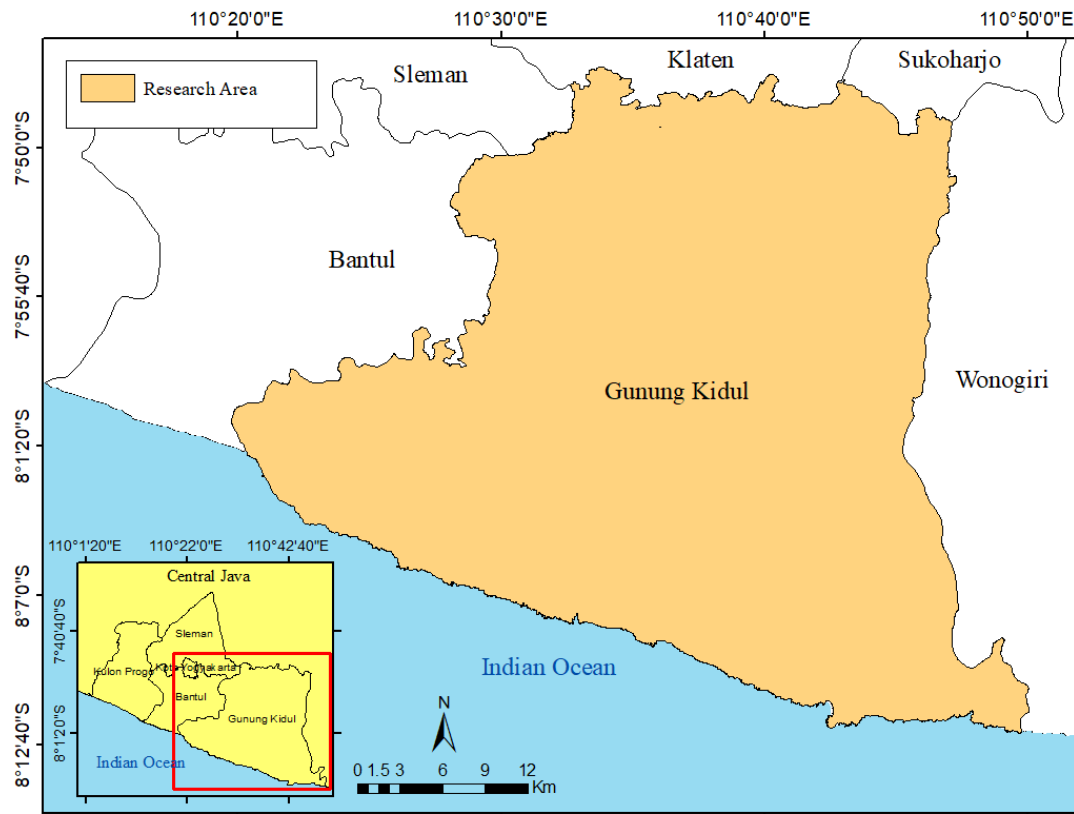 110°20'0"E 110°30'0"E 110°40'0"E 110°50'0"E
Research Area
Sleman
Klaten
Sukoharjo
7°50'0"S
Bantul
7°55'40"S
Gunung Kidul
Wonogiri
8°1'20"S
8°7'0"S
Indian Ocean
8°12'40"S
110°1'20"E 110°22'0"E 110°42'40"E
Central Java
Sleman
7°40'40"S
Kulon Progo
Kota Yogyakarta
Bantul
Gunung Kidul
8°1'20"S
Indian Ocean
N
0 1.5 3 6 9 12
Km